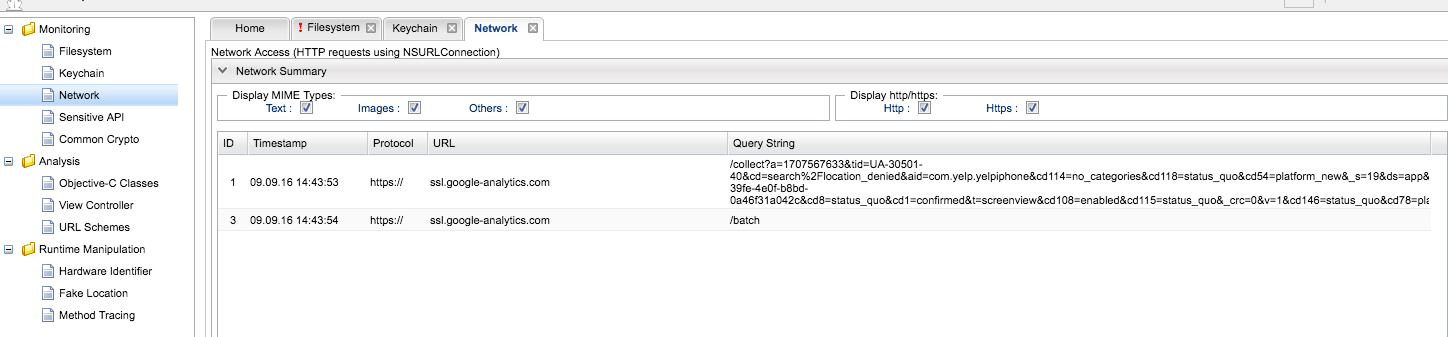 Monitoring
Filesystem
Keychain
Network
Sensitive API
Common Crypto
Analysis
Objective-C Classes
View Controller
URL Schemes
Runtime Manipulation
Hardware Identifier
Fake Location
Method Tracing
Home
! Filesystem
Keychain
Network
Network Access (HTTP requests using NSURLConnection)
Network Summary
Display MIME Types:
Text : Images : Others :
Display http/https:
Http : Https :
ID Timestamp Protocol URL Query String
/collect?a=1707567633&tid=UA-30501-
40&cd=search%2Flocation_denied&aid=com.yelp.yelpiphone&cd114=no_categories&cd118=status_quo&cd54=platform_new&_s=19&ds=app&
1 09.09.16 14:43:53 https:// ssl.google-analytics.com
39fe-4e0f-b8bd-
0a46f31a042c&cd8=status_quo&cd1=confirmed&t=screenview&cd108=enabled&cd115=status_quo&_crc=0&v=1&cd146=status_quo&cd78=pla
3 09.09.16 14:43:54 https:// ssl.google-analytics.com /batch